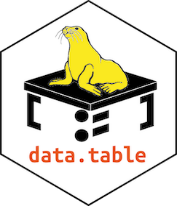 [ := ]
data.table